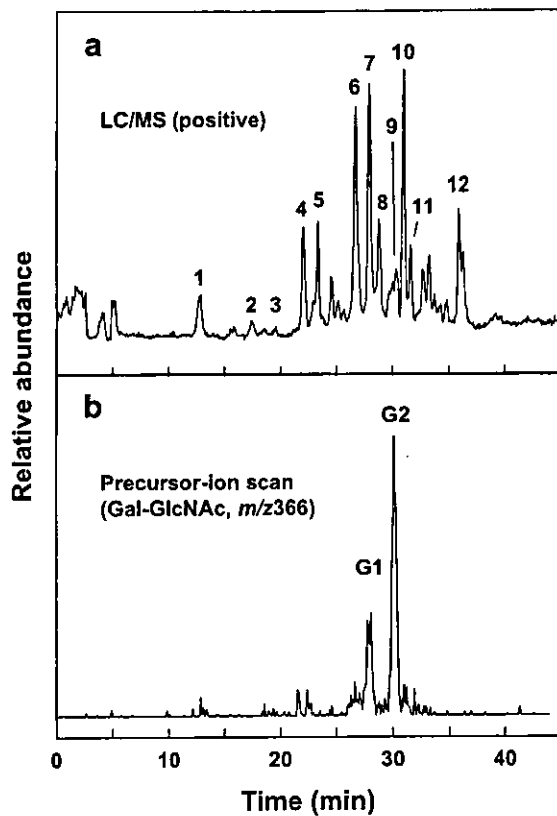 a
LC/MS (positive)
1
2
3
4
5
6
7
8
9
10
11
12
b
Precursor-ion scan
(Gal-GlcNAc, m/z366)
G1
G2
Relative abundance
0 10 20 30 40
Time (min)